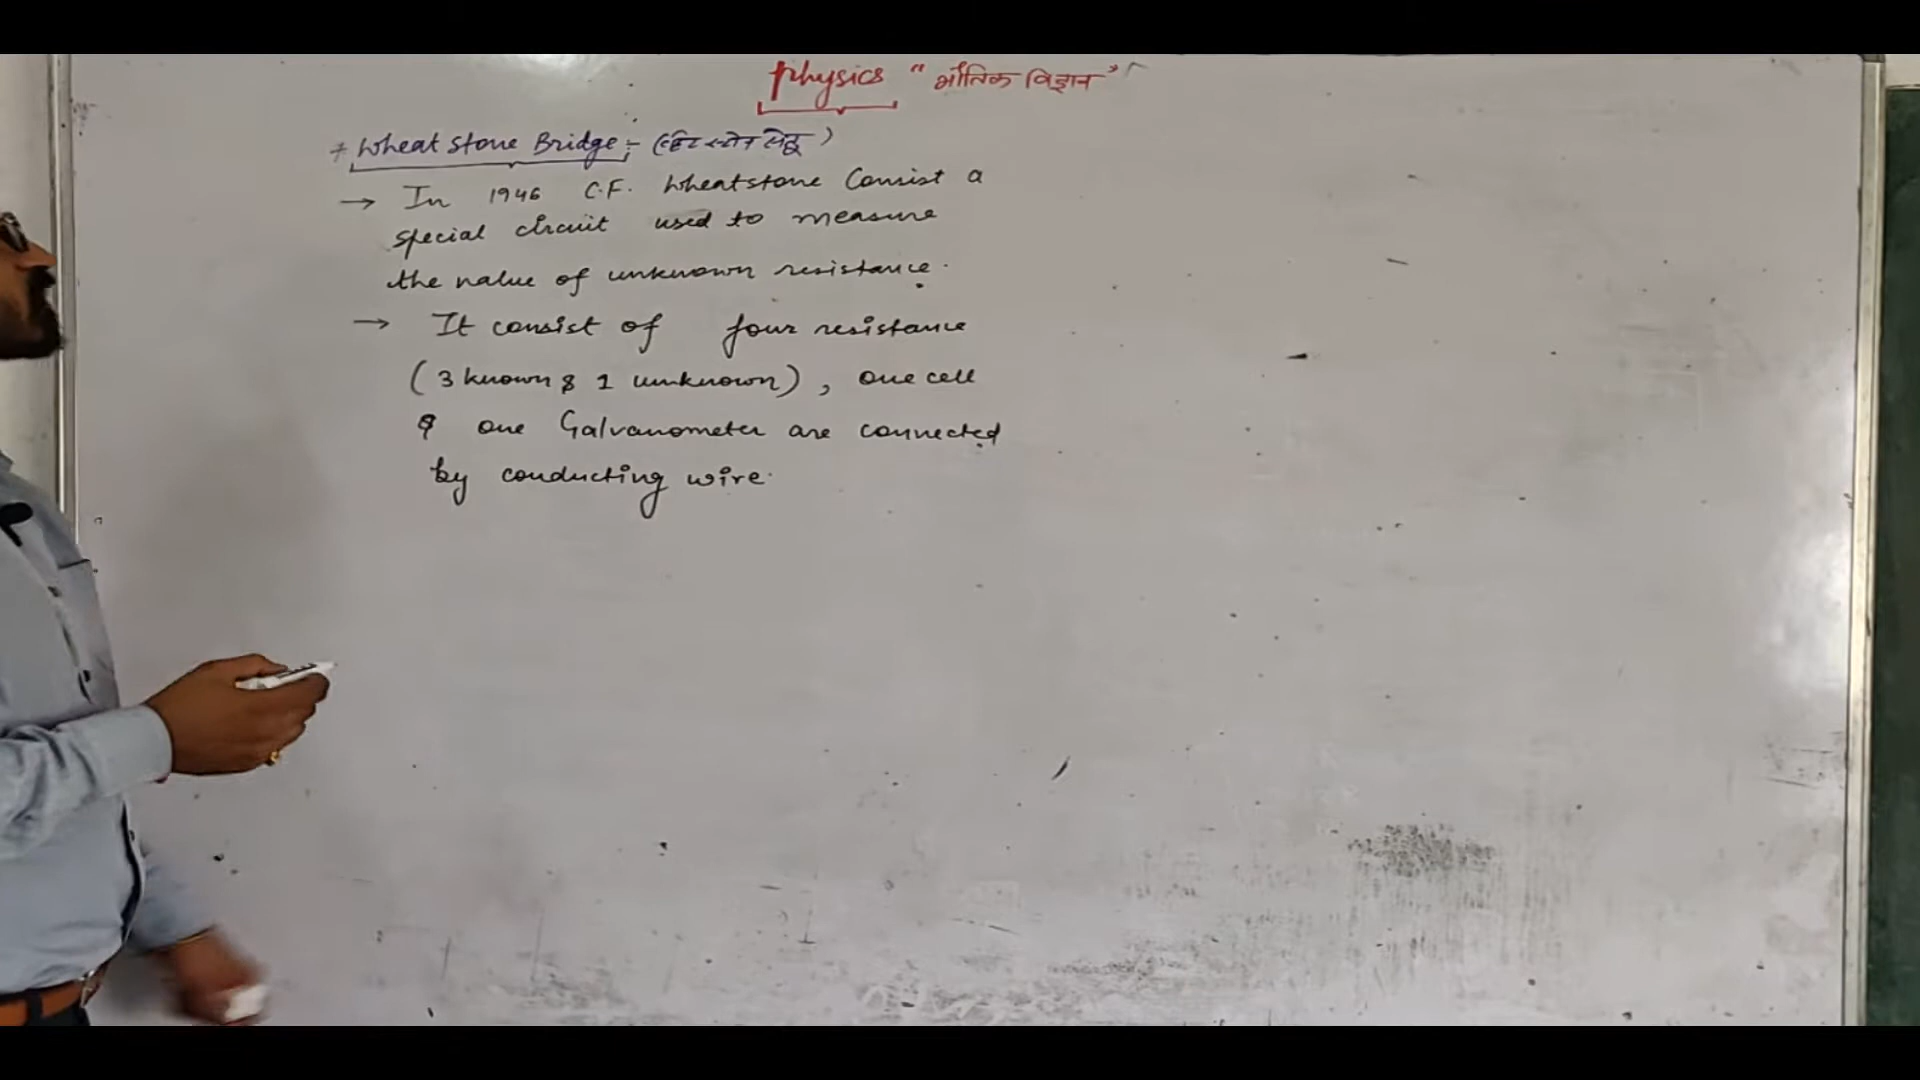 Physics " भौतिक विज्ञान "
* Wheat stone Bridge :- (व्हिट स्टोन सेतू)
→ In 1946 C.F. Wheatstone Consist a
special circuit used to measure
the value of unknown resistance.
→ It consist of four resistance
(3 known & 1 unknown), one cell
& one Galvanometer are connected
by conducting wire.